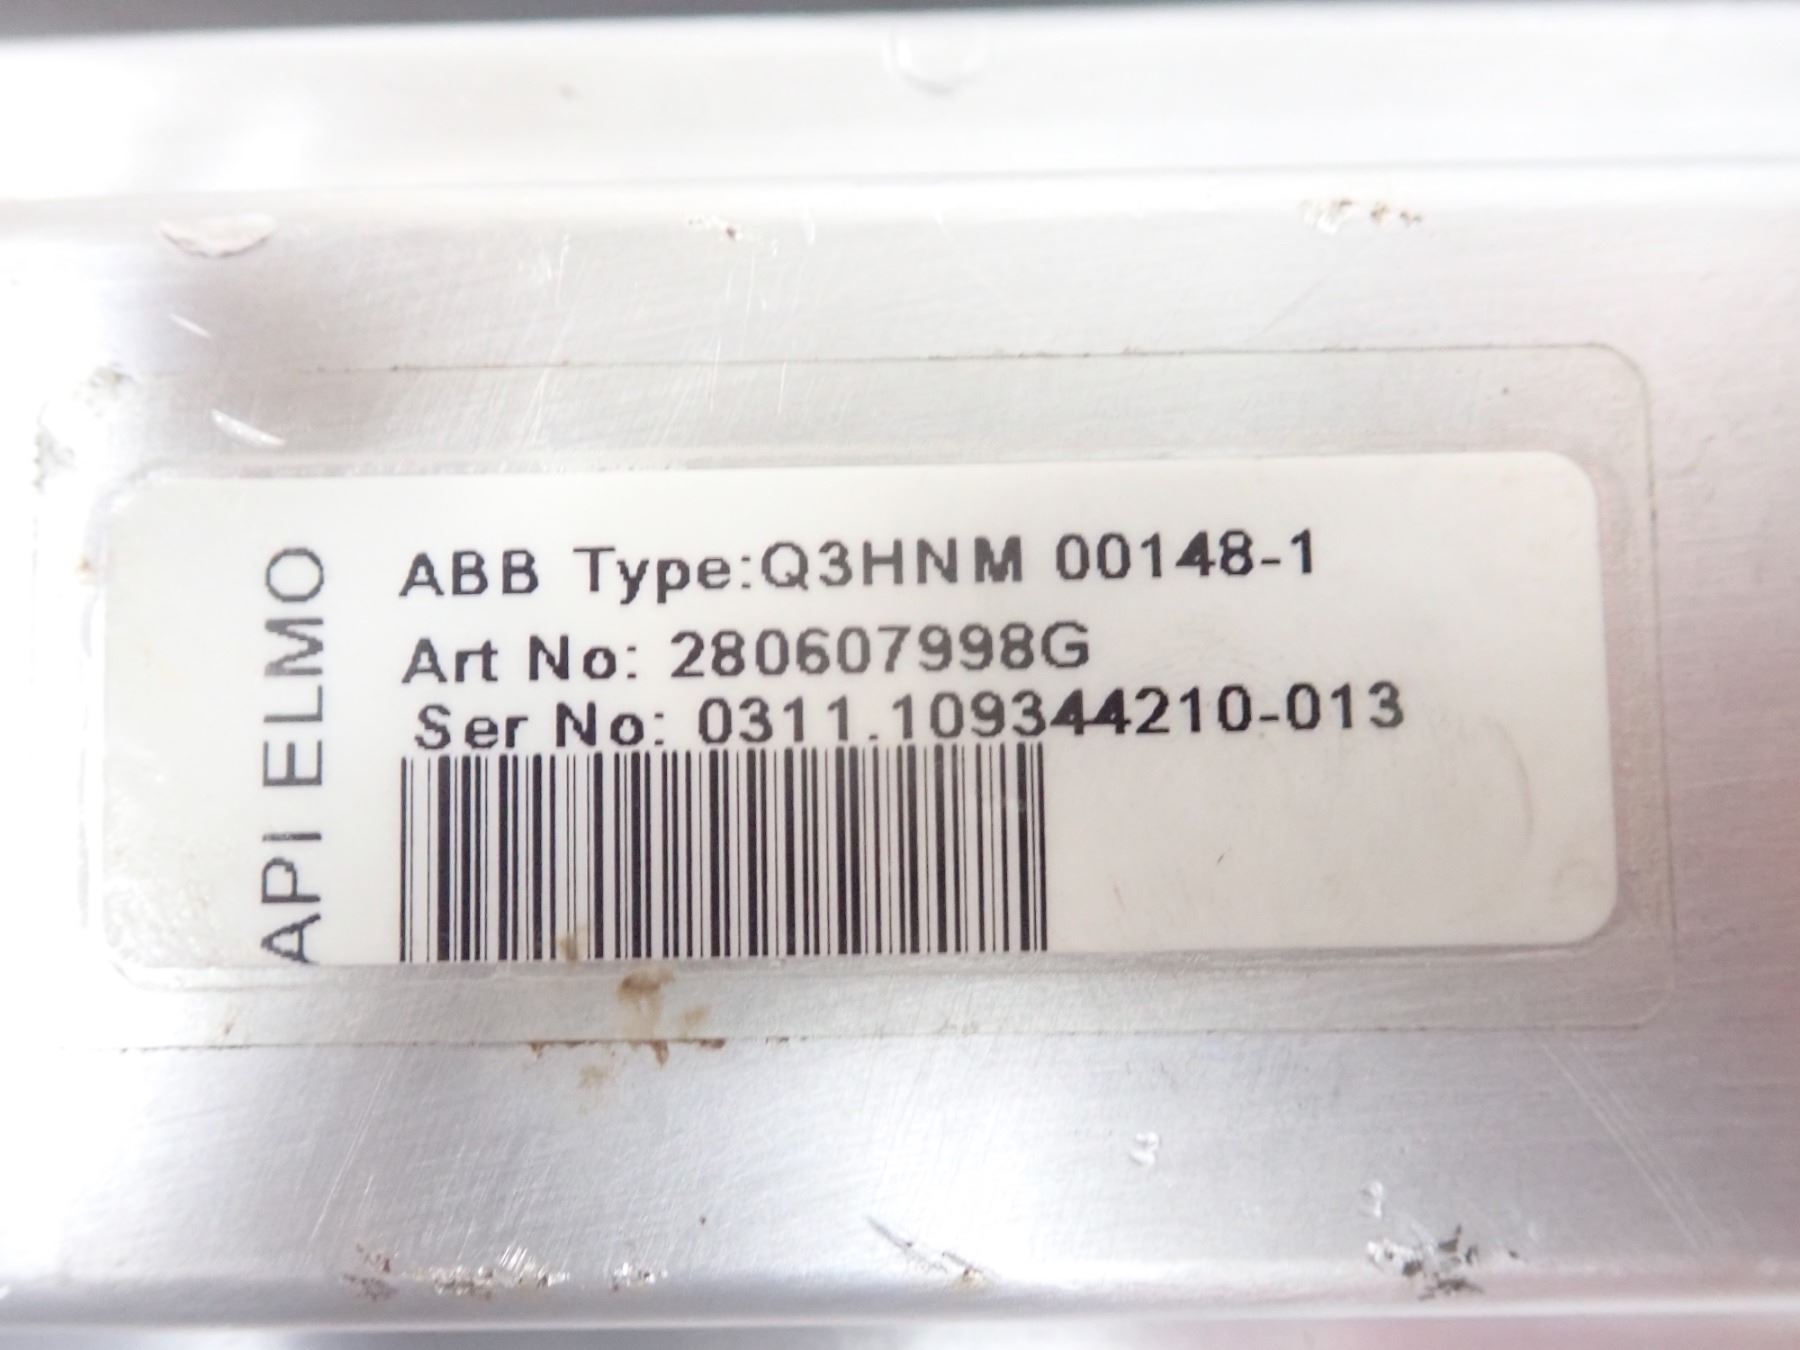 API ELMO
ABB Type:Q3HNM 00148-1
Art No: 280607998G
Ser No: 0311.109344210-013